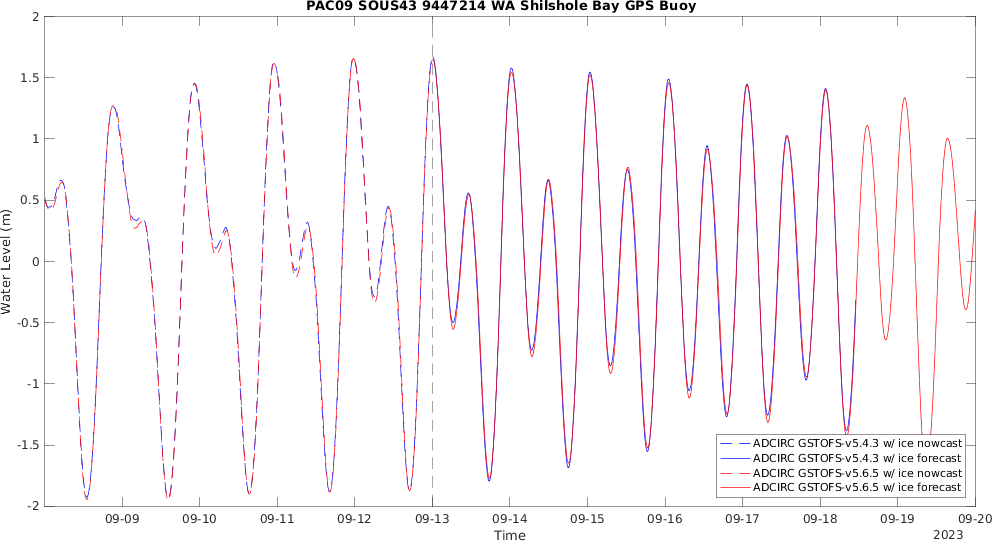 PAC09 SOUS43 9447214 WA Shilshole Bay GPS Buoy
Water Level (m)
2
1.5
1
0.5
0
-0.5
-1
-1.5
-2
ADCIRC GSTOFS-v5.4.3 w/ ice nowcast
ADCIRC GSTOFS-v5.4.3 w/ ice forecast
ADCIRC GSTOFS-v5.6.5 w/ ice nowcast
ADCIRC GSTOFS-v5.6.5 w/ ice forecast
09-09 09-10 09-11 09-12 09-13 09-14 09-15 09-16 09-17 09-18 09-19 09-20
Time
2023